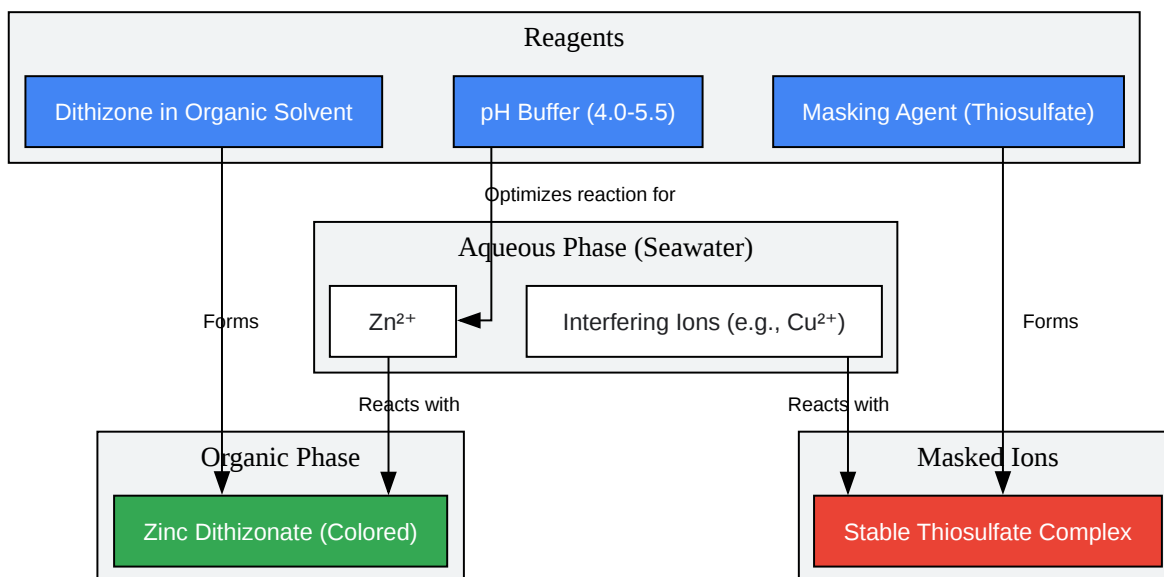 Reagents
Dithizone in Organic Solvent
pH Buffer (4.0-5.5)
Masking Agent (Thiosulfate)
Optimizes reaction for
Aqueous Phase (Seawater)
Zn²⁺
Interfering Ions (e.g., Cu²⁺)
Forms
Forms
Reacts with
Reacts with
Organic Phase
Masked Ions
Zinc Dithizonate (Colored)
Stable Thiosulfate Complex